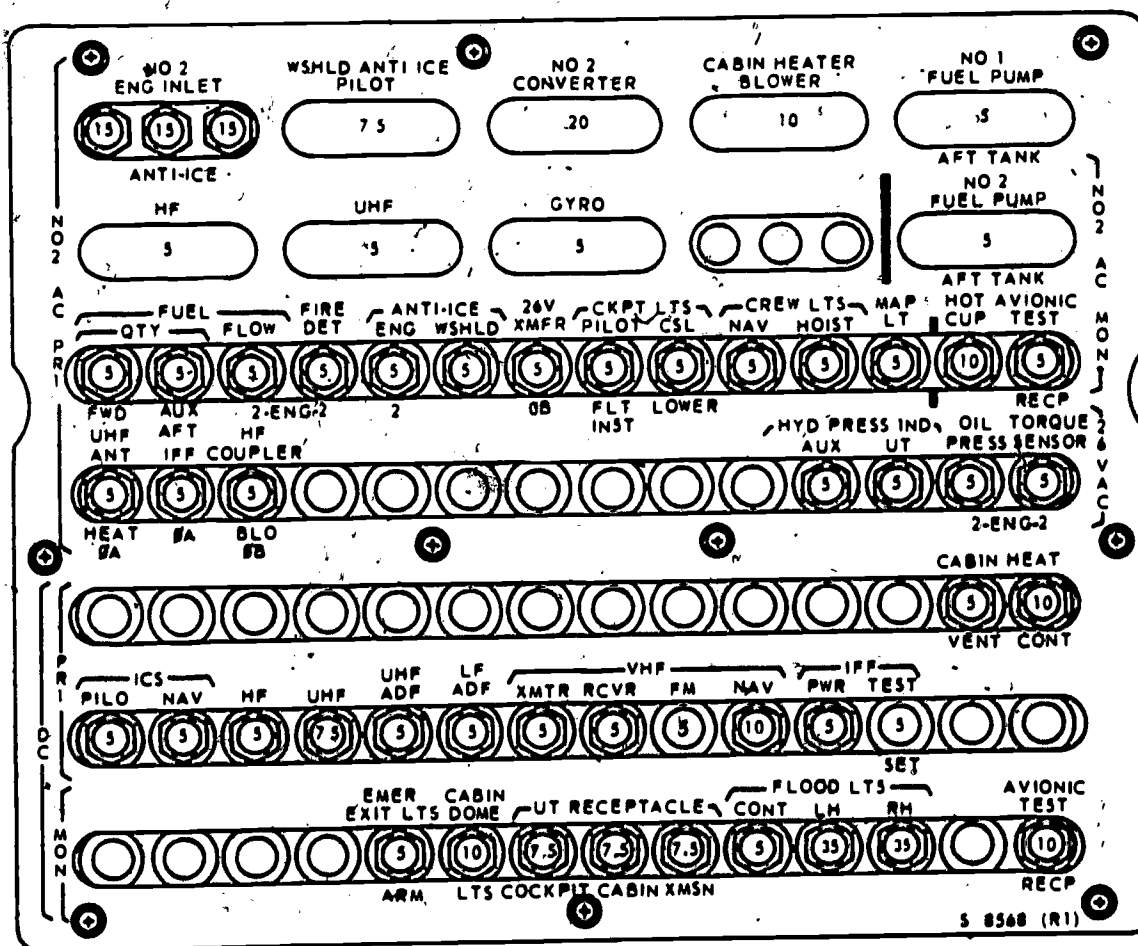 NO 2 WSHLD ANTI ICE NO 2 CABIN HEATER NO 1
ENG INLET PILOT CONVERTER BLOWER FUEL PUMP
15 15 15 7.5 20 10 5
ANTI-ICE AFT TANK
HF UHF GYRO NO 2 FUEL PUMP
5 5 5 5
AFT TANK
NO 2 AC PRI
NO 2 AC MON
FUEL FIRE ANTI-ICE 26V CKPT LTS CREW LTS MAP HOT AVIONIC
QTY FLOW DET ENG WSHLD XMFR PILOT CSL NAV HOIST LT CUP TEST
5 5 5 5 5 5 5 5 5 5 5 5 10 5
FWD AUX 2-ENG-2 2 ØB FLT LOWER RECP
AFT INST
UHF HF HYD PRESS IND OIL TORQUE
ANT IFF COUPLER AUX UT PRESS SENSOR
5 5 5 5 5 5 5
HEAT ØA BLO 2-ENG-2
ØA ØB
26 VAC
CABIN HEAT
5 10
VENT CONT
DC
PRI
ICS UHF LF VHF IFF
PILO NAV HF UHF ADF ADF XMTR RCVR FM NAV PWR TEST
5 5 5 7.5 5 5 5 5 5 10 5 5
SET
MON
EMER CABIN UT RECEPTACLE FLOOD LTS AVIONIC
EXIT LTS DOME CONT LH RH TEST
5 10 7.5 7.5 7.5 5 35 35 10
ARM LTS COCKPIT CABIN XMSN RECP
S 8568 (R1)